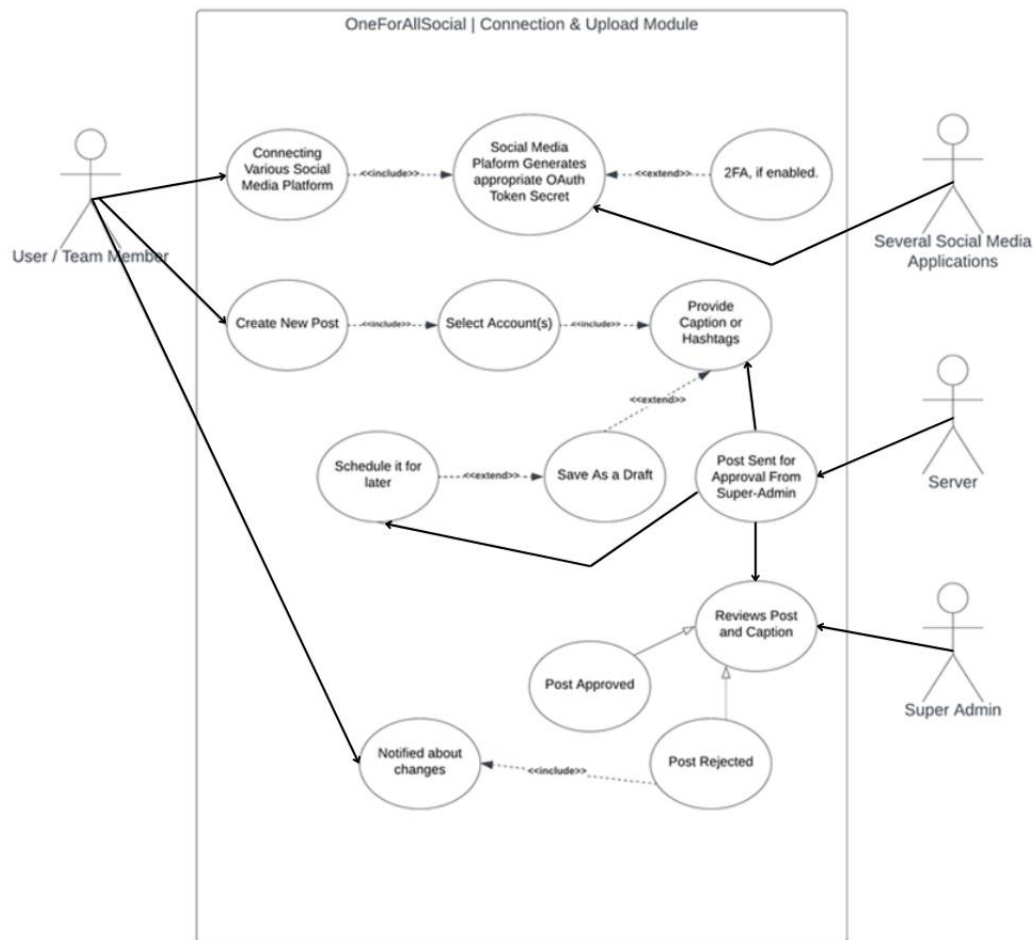 OneForAllSocial | Connection & Upload Module
Connecting
Various Social
Media Platform
<<include>>
Social Media
Plaform Generates
appropriate OAuth
Token Secret
<<extend>>
2FA, if enabled.
User / Team Member
Several Social Media
Applications
Create New Post
<<include>>
Select Account(s)
<<include>>
Provide
Caption or
Hashtags
<<extend>>
Schedule it for
later
<<extend>>
Save As a Draft
Post Sent for
Approval From
Super-Admin
Server
Reviews Post
and Caption
Post Approved
Super Admin
Notified about
changes
<<include>>
Post Rejected